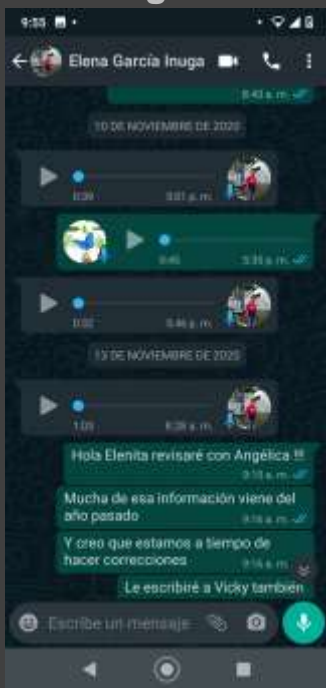 9:55
Elena García Inuga
8:43 a. m.
10 DE NOVIEMBRE DE 2020
0:39
5:01 p. m.
0:45
5:35 p. m.
0:02
5:46 p. m.
13 DE NOVIEMBRE DE 2020
1:03
8:28 a. m.
Hola Elenita revisaré con Angélica !!!
9:15 a. m.
Mucha de esa información viene del
año pasado
9:16 a. m.
Y creo que estamos a tiempo de
hacer correcciones
9:16 a. m.
Le escribiré a Vicky también
Escribe un mensaje